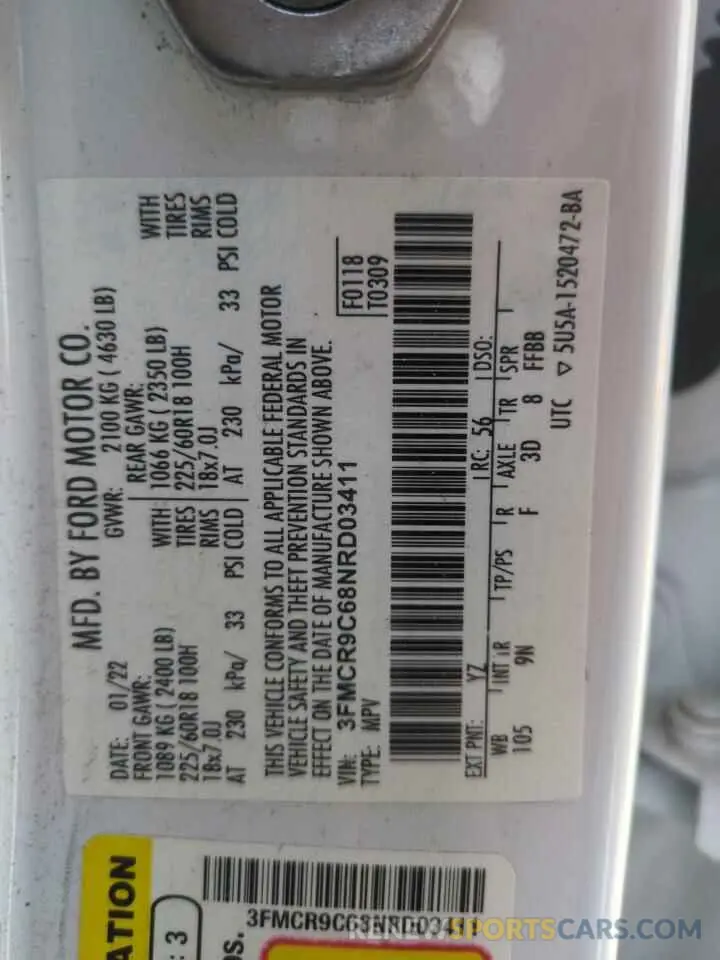 MFD. BY FORD MOTOR CO.
DATE: 01/22
GVWR: 2100 KG ( 4630 LB)
FRONT GAWR:
1089 KG ( 2400 LB)
225/60R18 100H
18x7.0J
AT 230 kPa/ 33 PSI COLD
WITH
TIRES
RIMS
REAR GAWR:
1066 KG ( 2350 LB)
225/60R18 100H
18x7.0J
AT 230 kPa/ 33 PSI COLD
WITH
TIRES
RIMS
THIS VEHICLE CONFORMS TO ALL APPLICABLE FEDERAL MOTOR
VEHICLE SAFETY AND THEFT PREVENTION STANDARDS IN
EFFECT ON THE DATE OF MANUFACTURE SHOWN ABOVE.
VIN: 3FMCR9C68NRD03411
TYPE: MPV
F0118
T0309
EXT PNT: YZ RC: 56 DSO:
WB INT TR TP/PS R AXLE TR SPR
105 9N F 3D 8 FFBB
UTC ▽ 5U5A-1520472-BA
ATION
: 3
os.
3FMCR9C68NRD03411
RENEWSPORTSCARS.COM